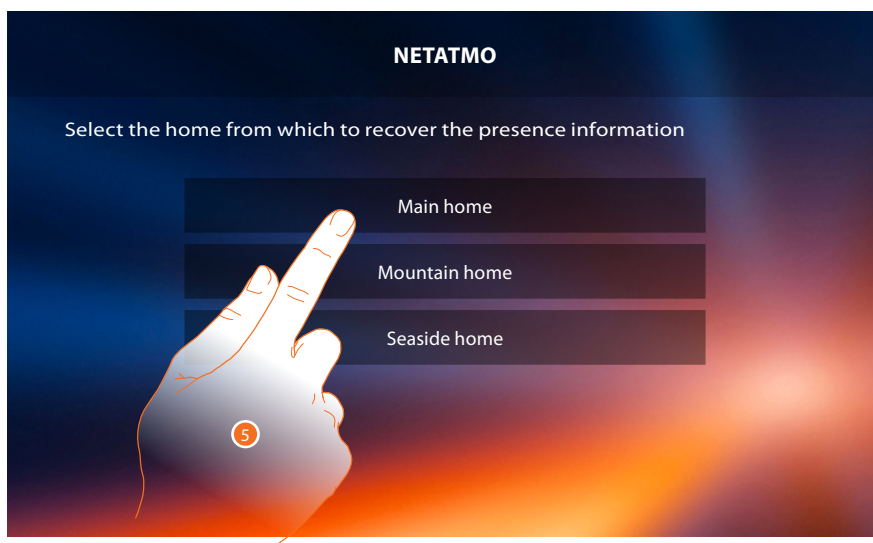 NETATMO
Select the home from which to recover the presence information
Main home
Mountain home
Seaside home
5